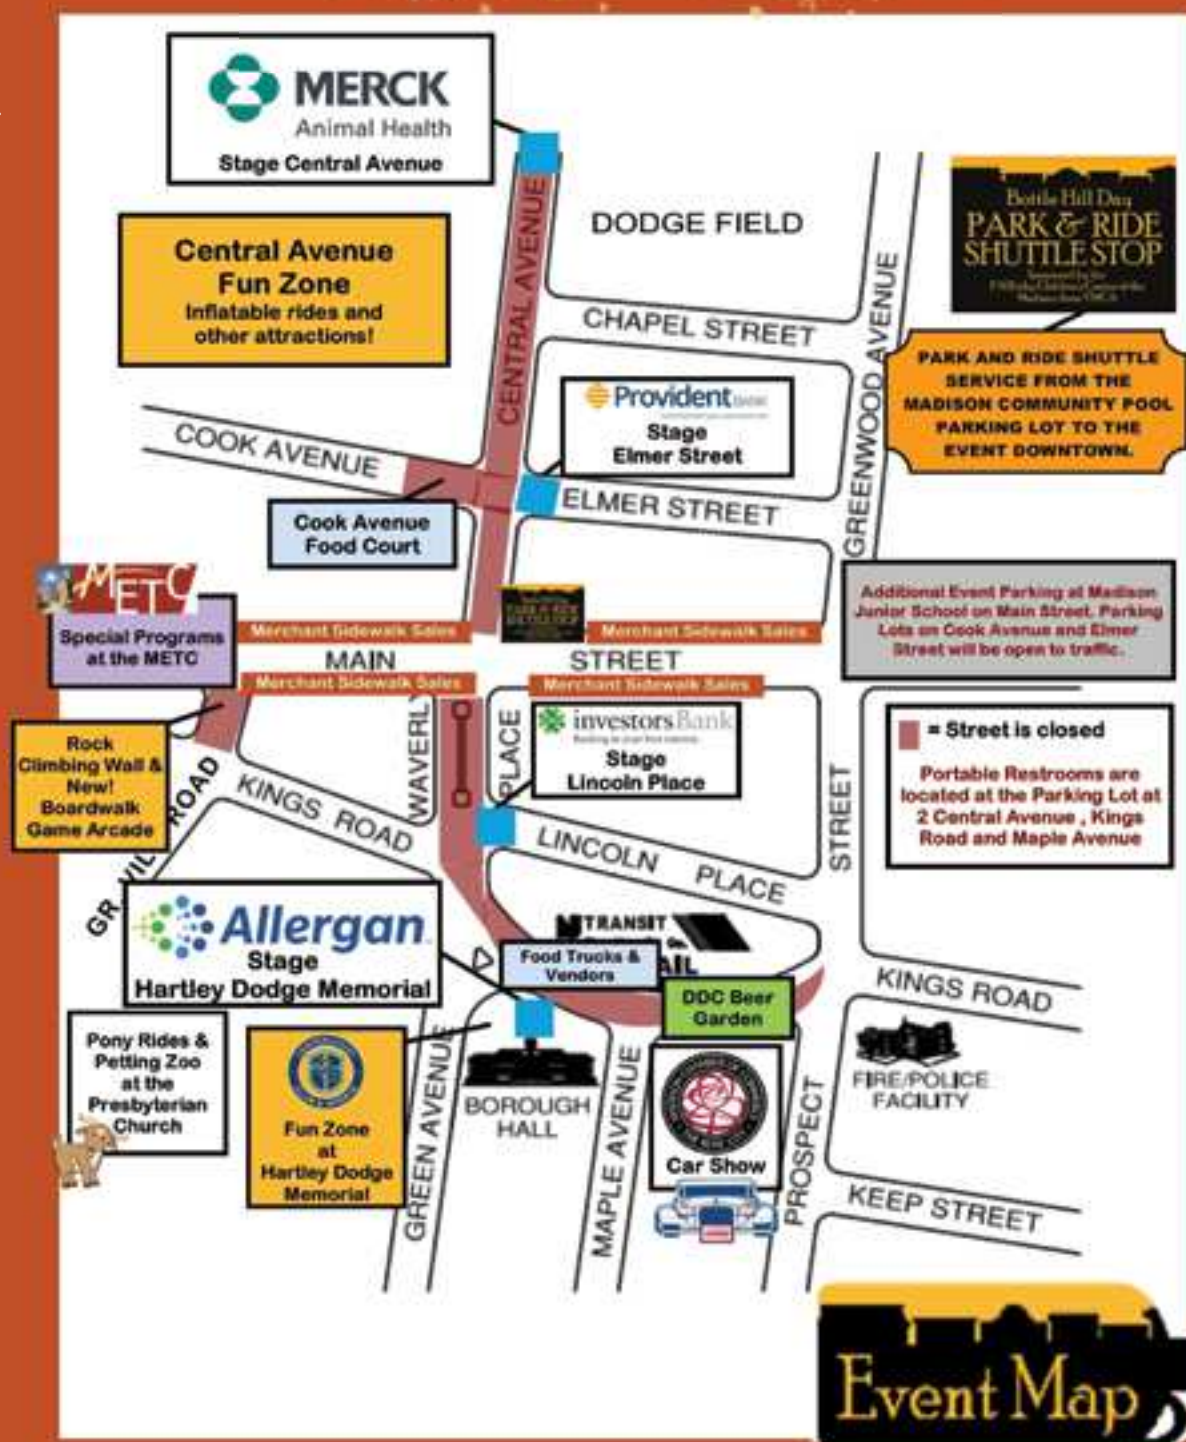 MERCK
Animal Health
Stage Central Avenue
Central Avenue
Fun Zone
Inflatable rides and
other attractions!
CENTRAL AVENUE
DODGE FIELD
CHAPEL STREET
GREENWOOD AVENUE
Bottle Hill Day
PARK & RIDE
SHUTTLE STOP
PARK AND RIDE SHUTTLE
SERVICE FROM THE
MADISON COMMUNITY POOL
PARKING LOT TO THE
EVENT DOWNTOWN.
Provident BANK
Stage
Elmer Street
COOK AVENUE
ELMER STREET
Cook Avenue
Food Court
METC
Special Programs
at the METC
PARK & RIDE
SHUTTLE STOP
Merchant Sidewalk Sales
Merchant Sidewalk Sales
MAIN STREET
Merchant Sidewalk Sales
Merchant Sidewalk Sales
Additional Event Parking at Madison
Junior School on Main Street. Parking
Lots on Cook Avenue and Elmer
Street will be open to traffic.
Rock
Climbing Wall &
New!
Boardwalk
Game Arcade
ROAD
KINGS ROAD
WAVERLY
PLACE
investorsBank
Stage
Lincoln Place
LINCOLN PLACE
STREET
= Street is closed
Portable Restrooms are
located at the Parking Lot at
2 Central Avenue , Kings
Road and Maple Avenue
Allergan
Stage
Hartley Dodge Memorial
TRANSIT
Food Trucks &
Vendors
DDC Beer
Garden
KINGS ROAD
Pony Rides &
Petting Zoo
at the
Presbyterian
Church
Fun Zone
at
Hartley Dodge
Memorial
GREEN AVENUE
BOROUGH
HALL
MAPLE AVENUE
Car Show
PROSPECT
FIRE/POLICE
FACILITY
KEEP STREET
Event Map